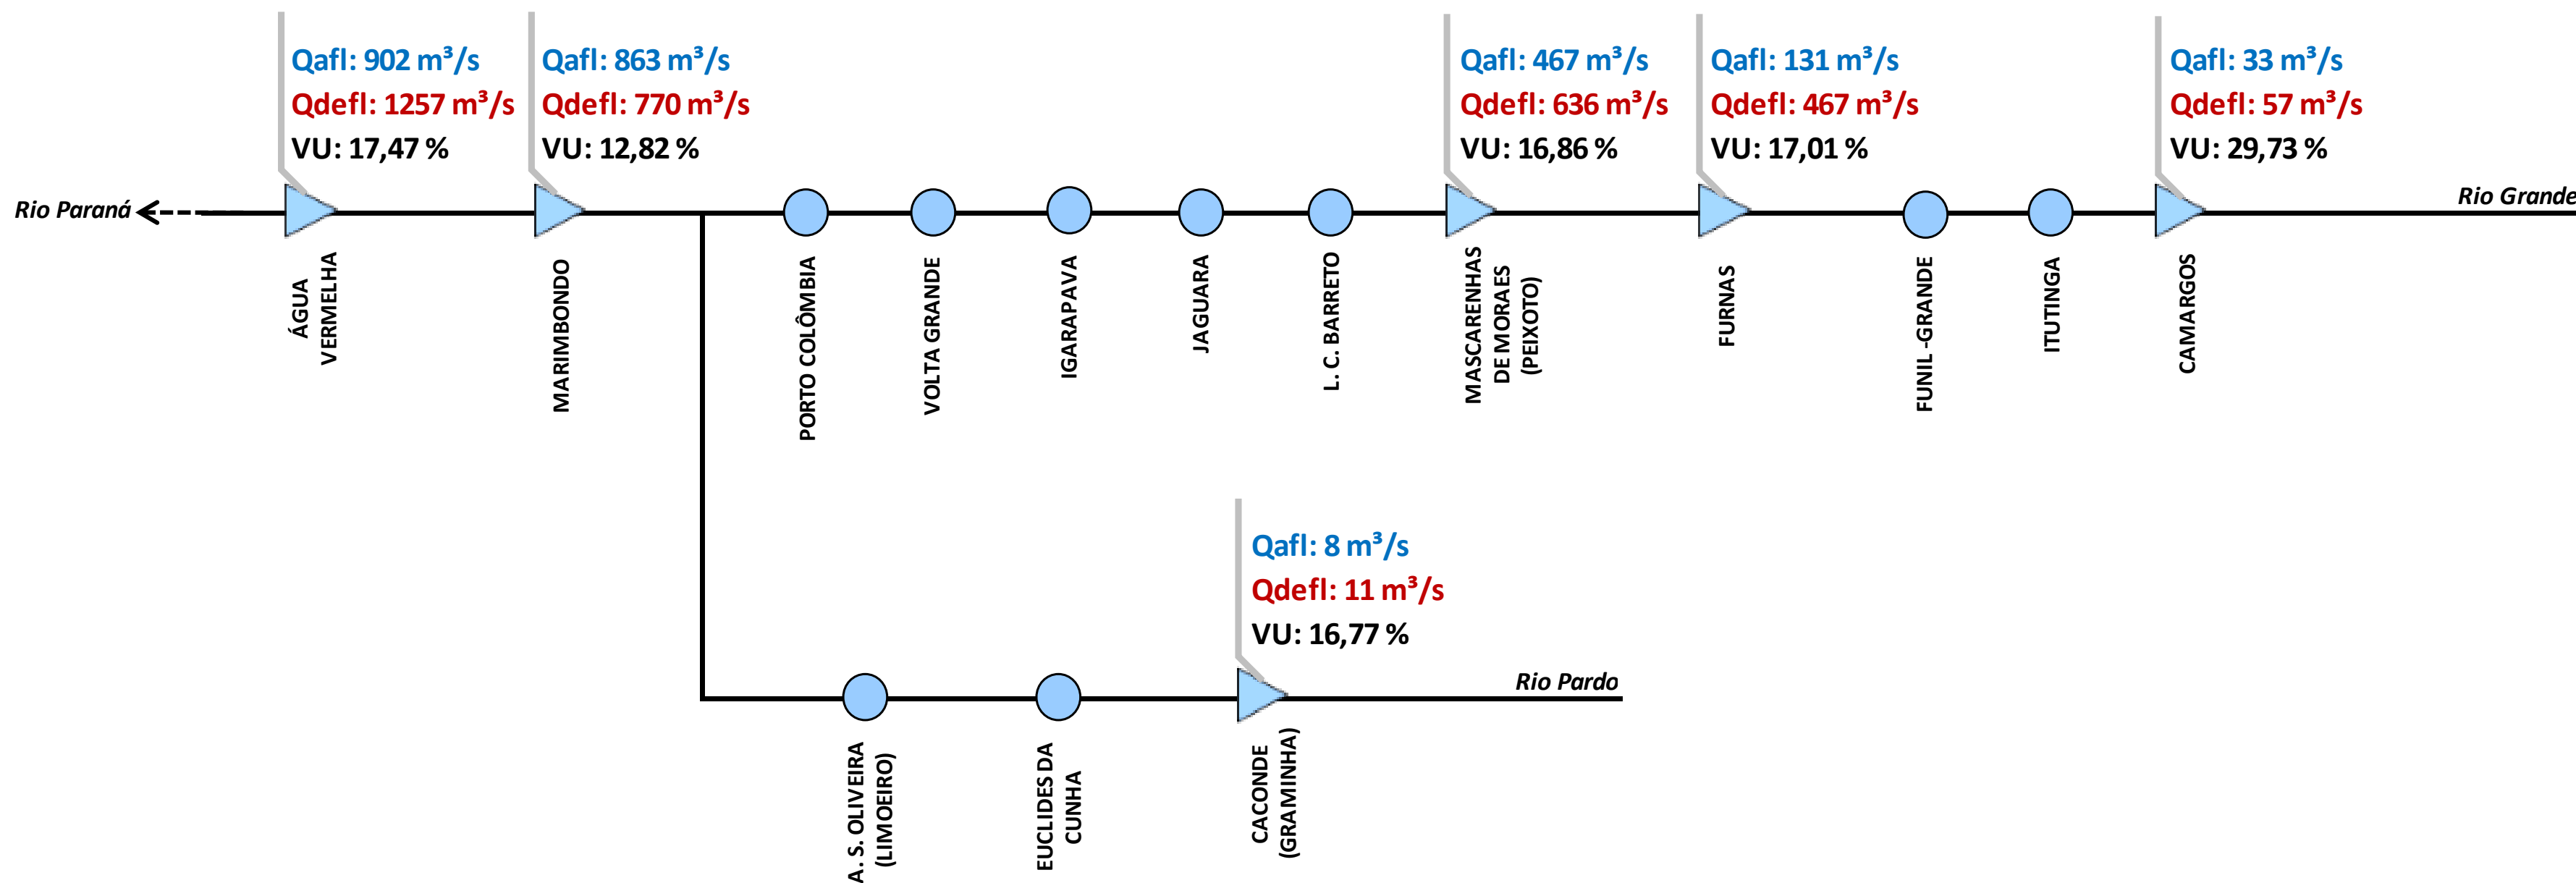 Qafl: 902 m³/s
Qdefl: 1257 m³/s
VU: 17,47 %
Qafl: 863 m³/s
Qdefl: 770 m³/s
VU: 12,82 %
Qafl: 467 m³/s
Qdefl: 636 m³/s
VU: 16,86 %
Qafl: 131 m³/s
Qdefl: 467 m³/s
VU: 17,01 %
Qafl: 33 m³/s
Qdefl: 57 m³/s
VU: 29,73 %
Rio Paraná
Rio Grande
ÁGUA
VERMELHA
MARIMBONDO
PORTO COLÔMBIA
VOLTA GRANDE
IGARAPAVA
JAGUARA
L. C. BARRETO
MASCARENHAS
DE MORAES
(PEIXOTO)
FURNAS
FUNIL -GRANDE
ITUTINGA
CAMARGOS
Qafl: 8 m³/s
Qdefl: 11 m³/s
VU: 16,77 %
Rio Pardo
A. S. OLIVEIRA
(LIMOEIRO)
EUCLIDES DA
CUNHA
CACONDE
(GRAMINHA)